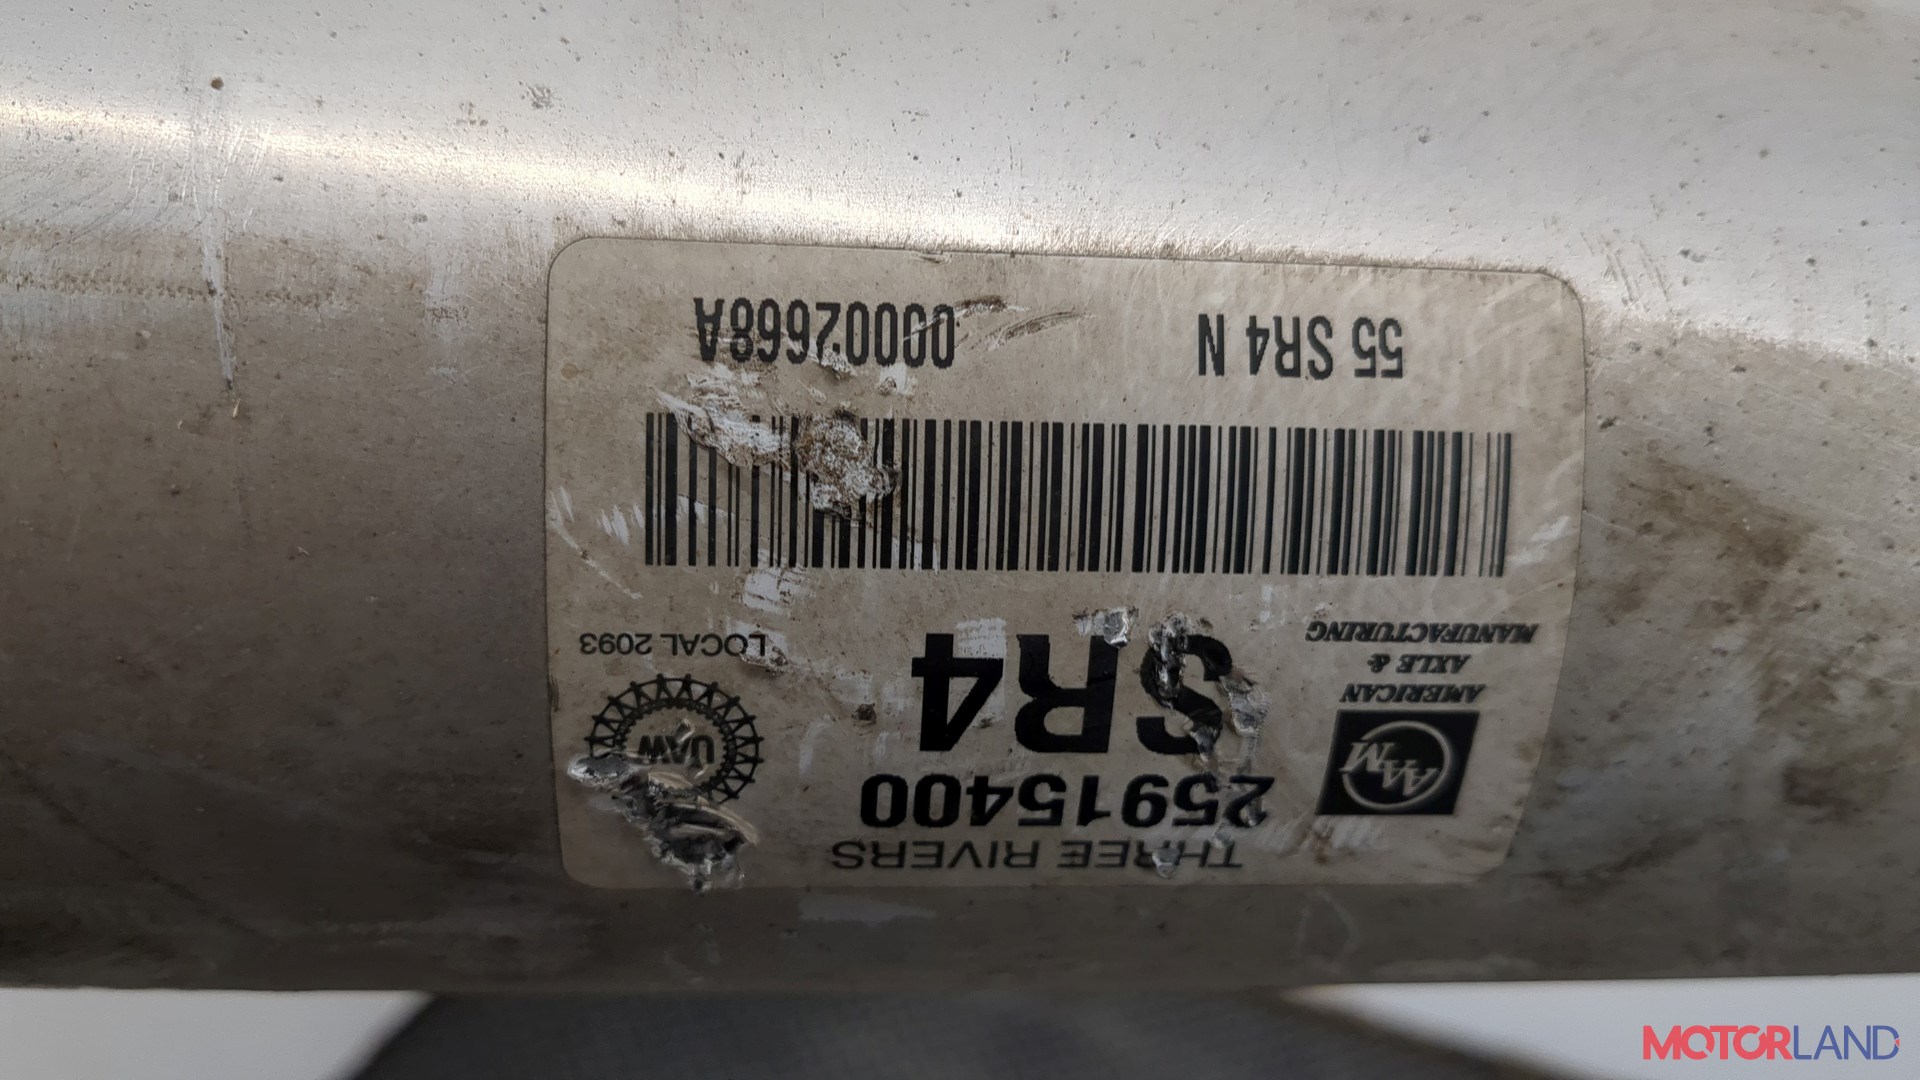 THREE RIVERS
25915400
SR4
AAM
AMERICAN
AXLE &
MANUFACTURING
UAW
LOCAL 2093
55 SR4 N
00002668A
MOTORLAND